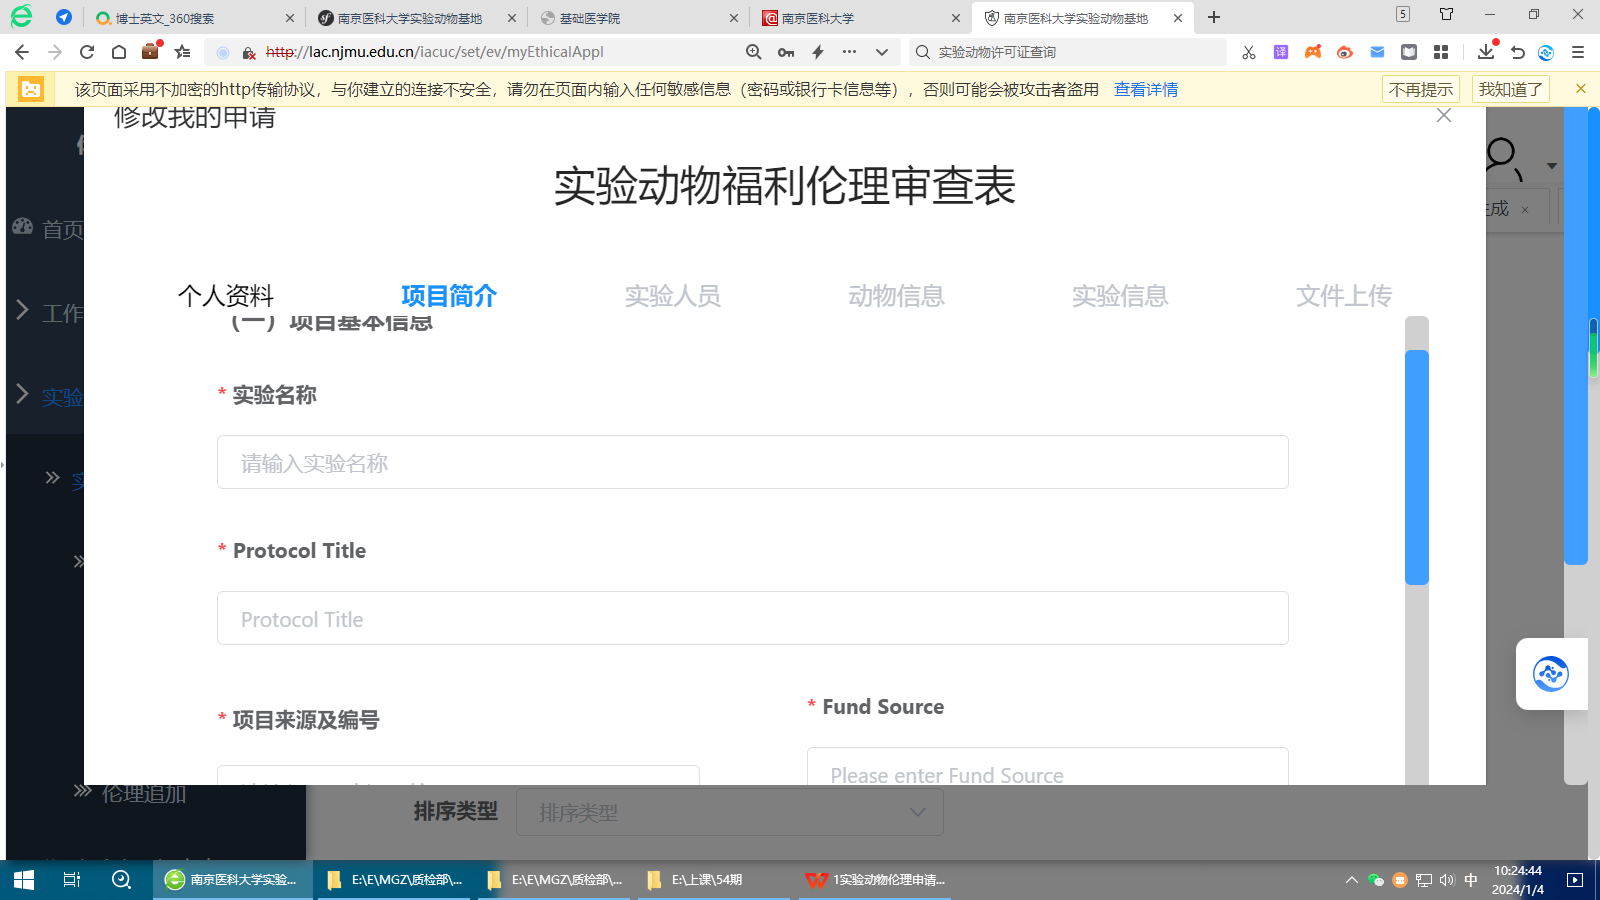 博士英文_360搜索
南京医科大学实验动物基地
基础医学院
南京医科大学
南京医科大学实验动物基地
5
http://lac.njmu.edu.cn/iacuc/set/ev/myEthicalAppl
实验动物许可证查询
译
该页面采用不加密的http传输协议，与你建立的连接不安全，请勿在页面内输入任何敏感信息（密码或银行卡信息等），否则可能会被攻击者盗用 查看详情
不再提示
我知道了
修改我的申请
实验动物福利伦理审查表
成
首页
个人资料 项目简介 实验人员 动物信息 实验信息 文件上传
工作
（一）项目基本信息
* 实验名称
实验
请输入实验名称
* Protocol Title
Protocol Title
* 项目来源及编号
* Fund Source
Please enter Fund Source
伦理追加
排序类型
排序类型
南京医科大学实验...
E:\E\MGZ\质检部\...
E:\E\MGZ\质检部\...
E:\上课\54期
1实验动物伦理申请...
中
10:24:44
2024/1/4